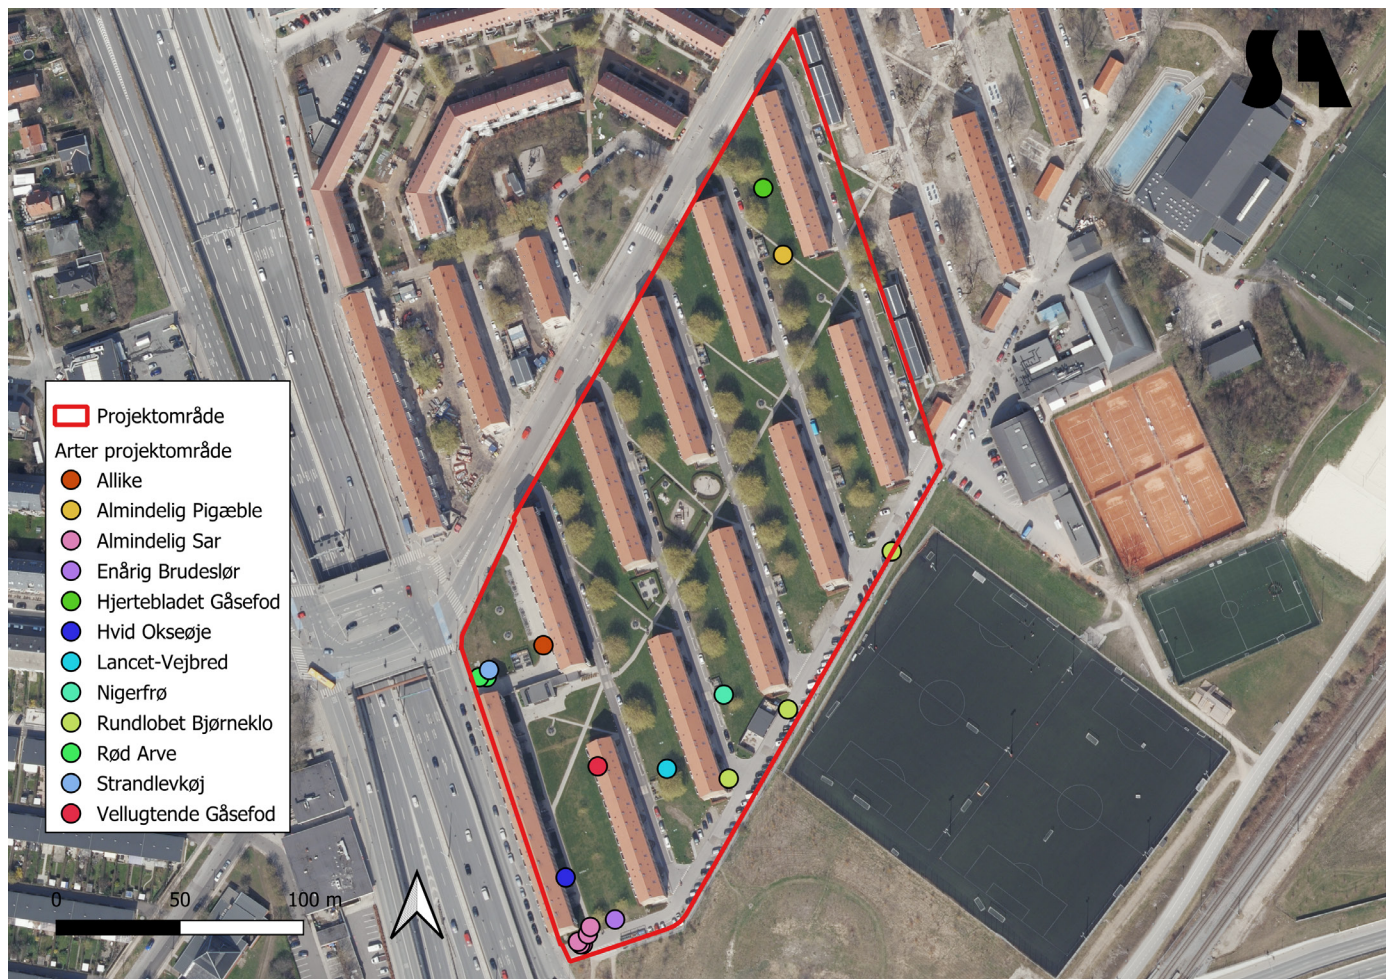 SLA
Projektområde
Arter projektområde
Allike
Almindelig Pigæble
Almindelig Sar
Enårig Brudeslør
Hjertebladet Gåsefod
Hvid Okseøje
Lancet-Vejbred
Nigerfrø
Rundlobet Bjørneklo
Rød Arve
Strandlevkøj
Vellugtende Gåsefod
0 50 100 m